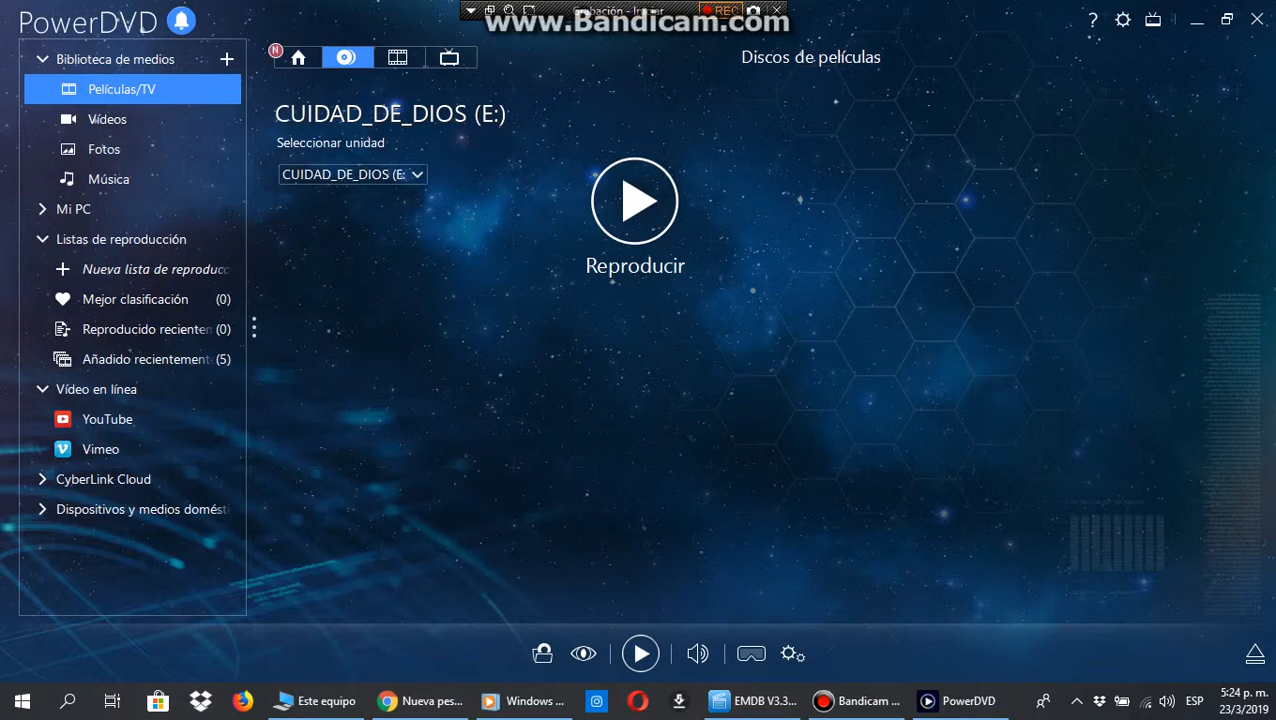 www.Bandicam.com
REC
PowerDVD
Biblioteca de medios
Películas/TV
Vídeos
Fotos
Música
Mi PC
Listas de reproducción
Nueva lista de reproducc
Mejor clasificación (0)
Reproducido recienten (0)
Añadido recientement (5)
Vídeo en línea
YouTube
Vimeo
CyberLink Cloud
Dispositivos y medios domésti
N
Discos de películas
CUIDAD_DE_DIOS (E:)
Seleccionar unidad
CUIDAD_DE_DIOS (E:
Reproducir
Este equipo
Nueva pes...
Windows ...
EMDB V3.3...
Bandicam ...
PowerDVD
ESP
5:24 p. m.
23/3/2019